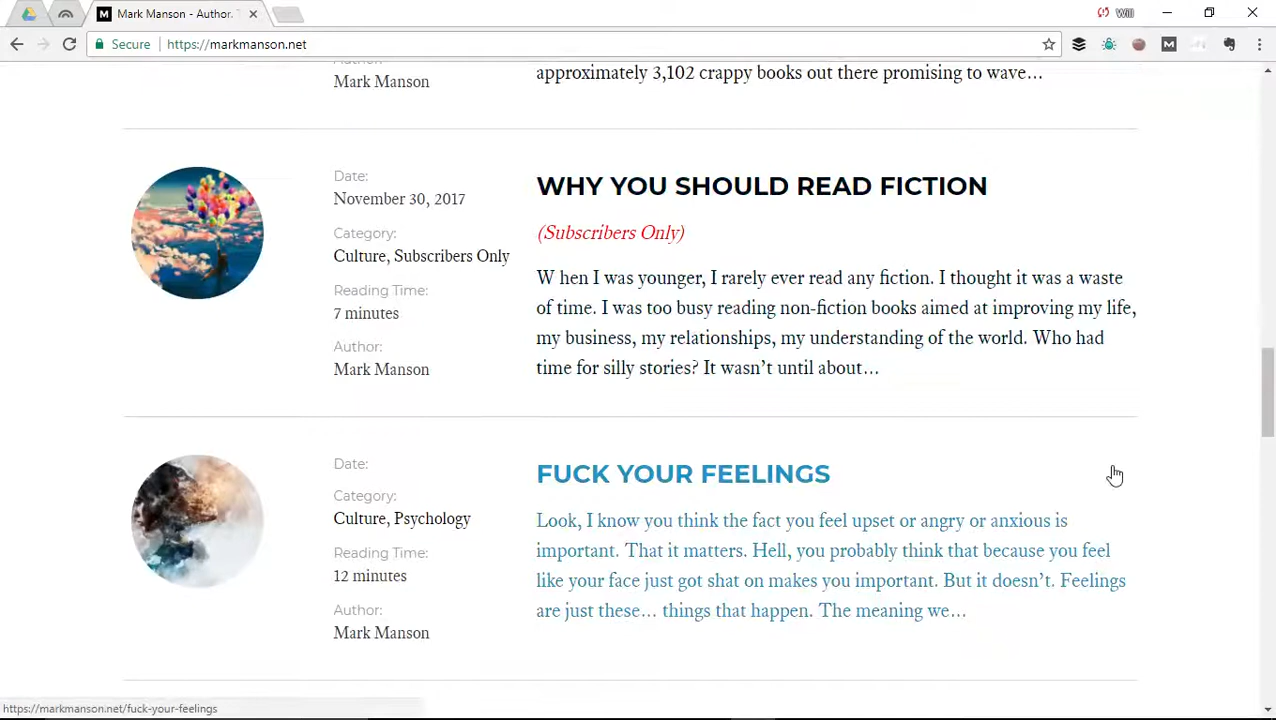 Mark Manson - Author. T
Will
Secure
https://markmanson.net
Mark Manson
approximately 3,102 crappy books out there promising to wave…
Date:
November 30, 2017
Category:
Culture, Subscribers Only
Reading Time:
7 minutes
Author:
Mark Manson
WHY YOU SHOULD READ FICTION
(Subscribers Only)
W hen I was younger, I rarely ever read any fiction. I thought it was a waste
of time. I was too busy reading non-fiction books aimed at improving my life,
my business, my relationships, my understanding of the world. Who had
time for silly stories? It wasn’t until about…
Date:
Category:
Culture, Psychology
Reading Time:
12 minutes
Author:
Mark Manson
FUCK YOUR FEELINGS
Look, I know you think the fact you feel upset or angry or anxious is
important. That it matters. Hell, you probably think that because you feel
like your face just got shat on makes you important. But it doesn’t. Feelings
are just these… things that happen. The meaning we…
https://markmanson.net/fuck-your-feelings